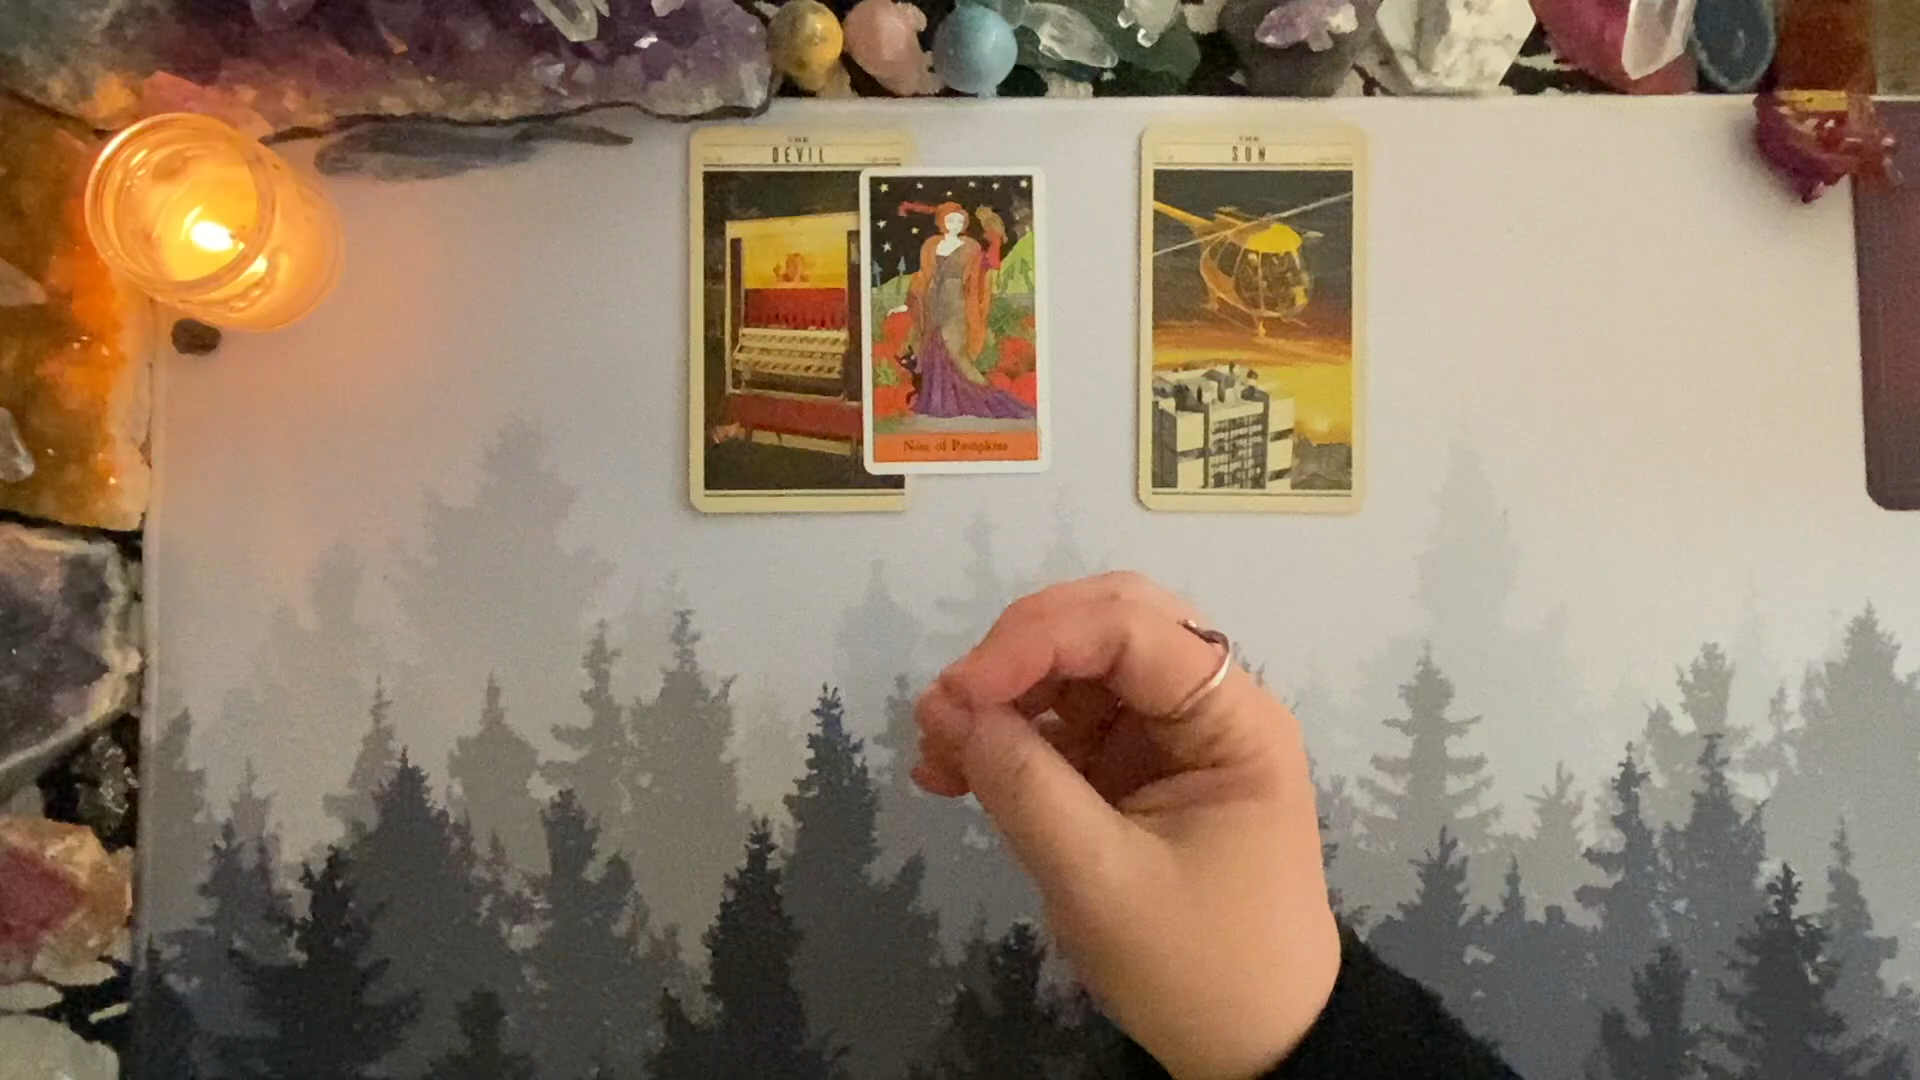 THE
DEVIL
THE
SUN
Nine of Pumpkins